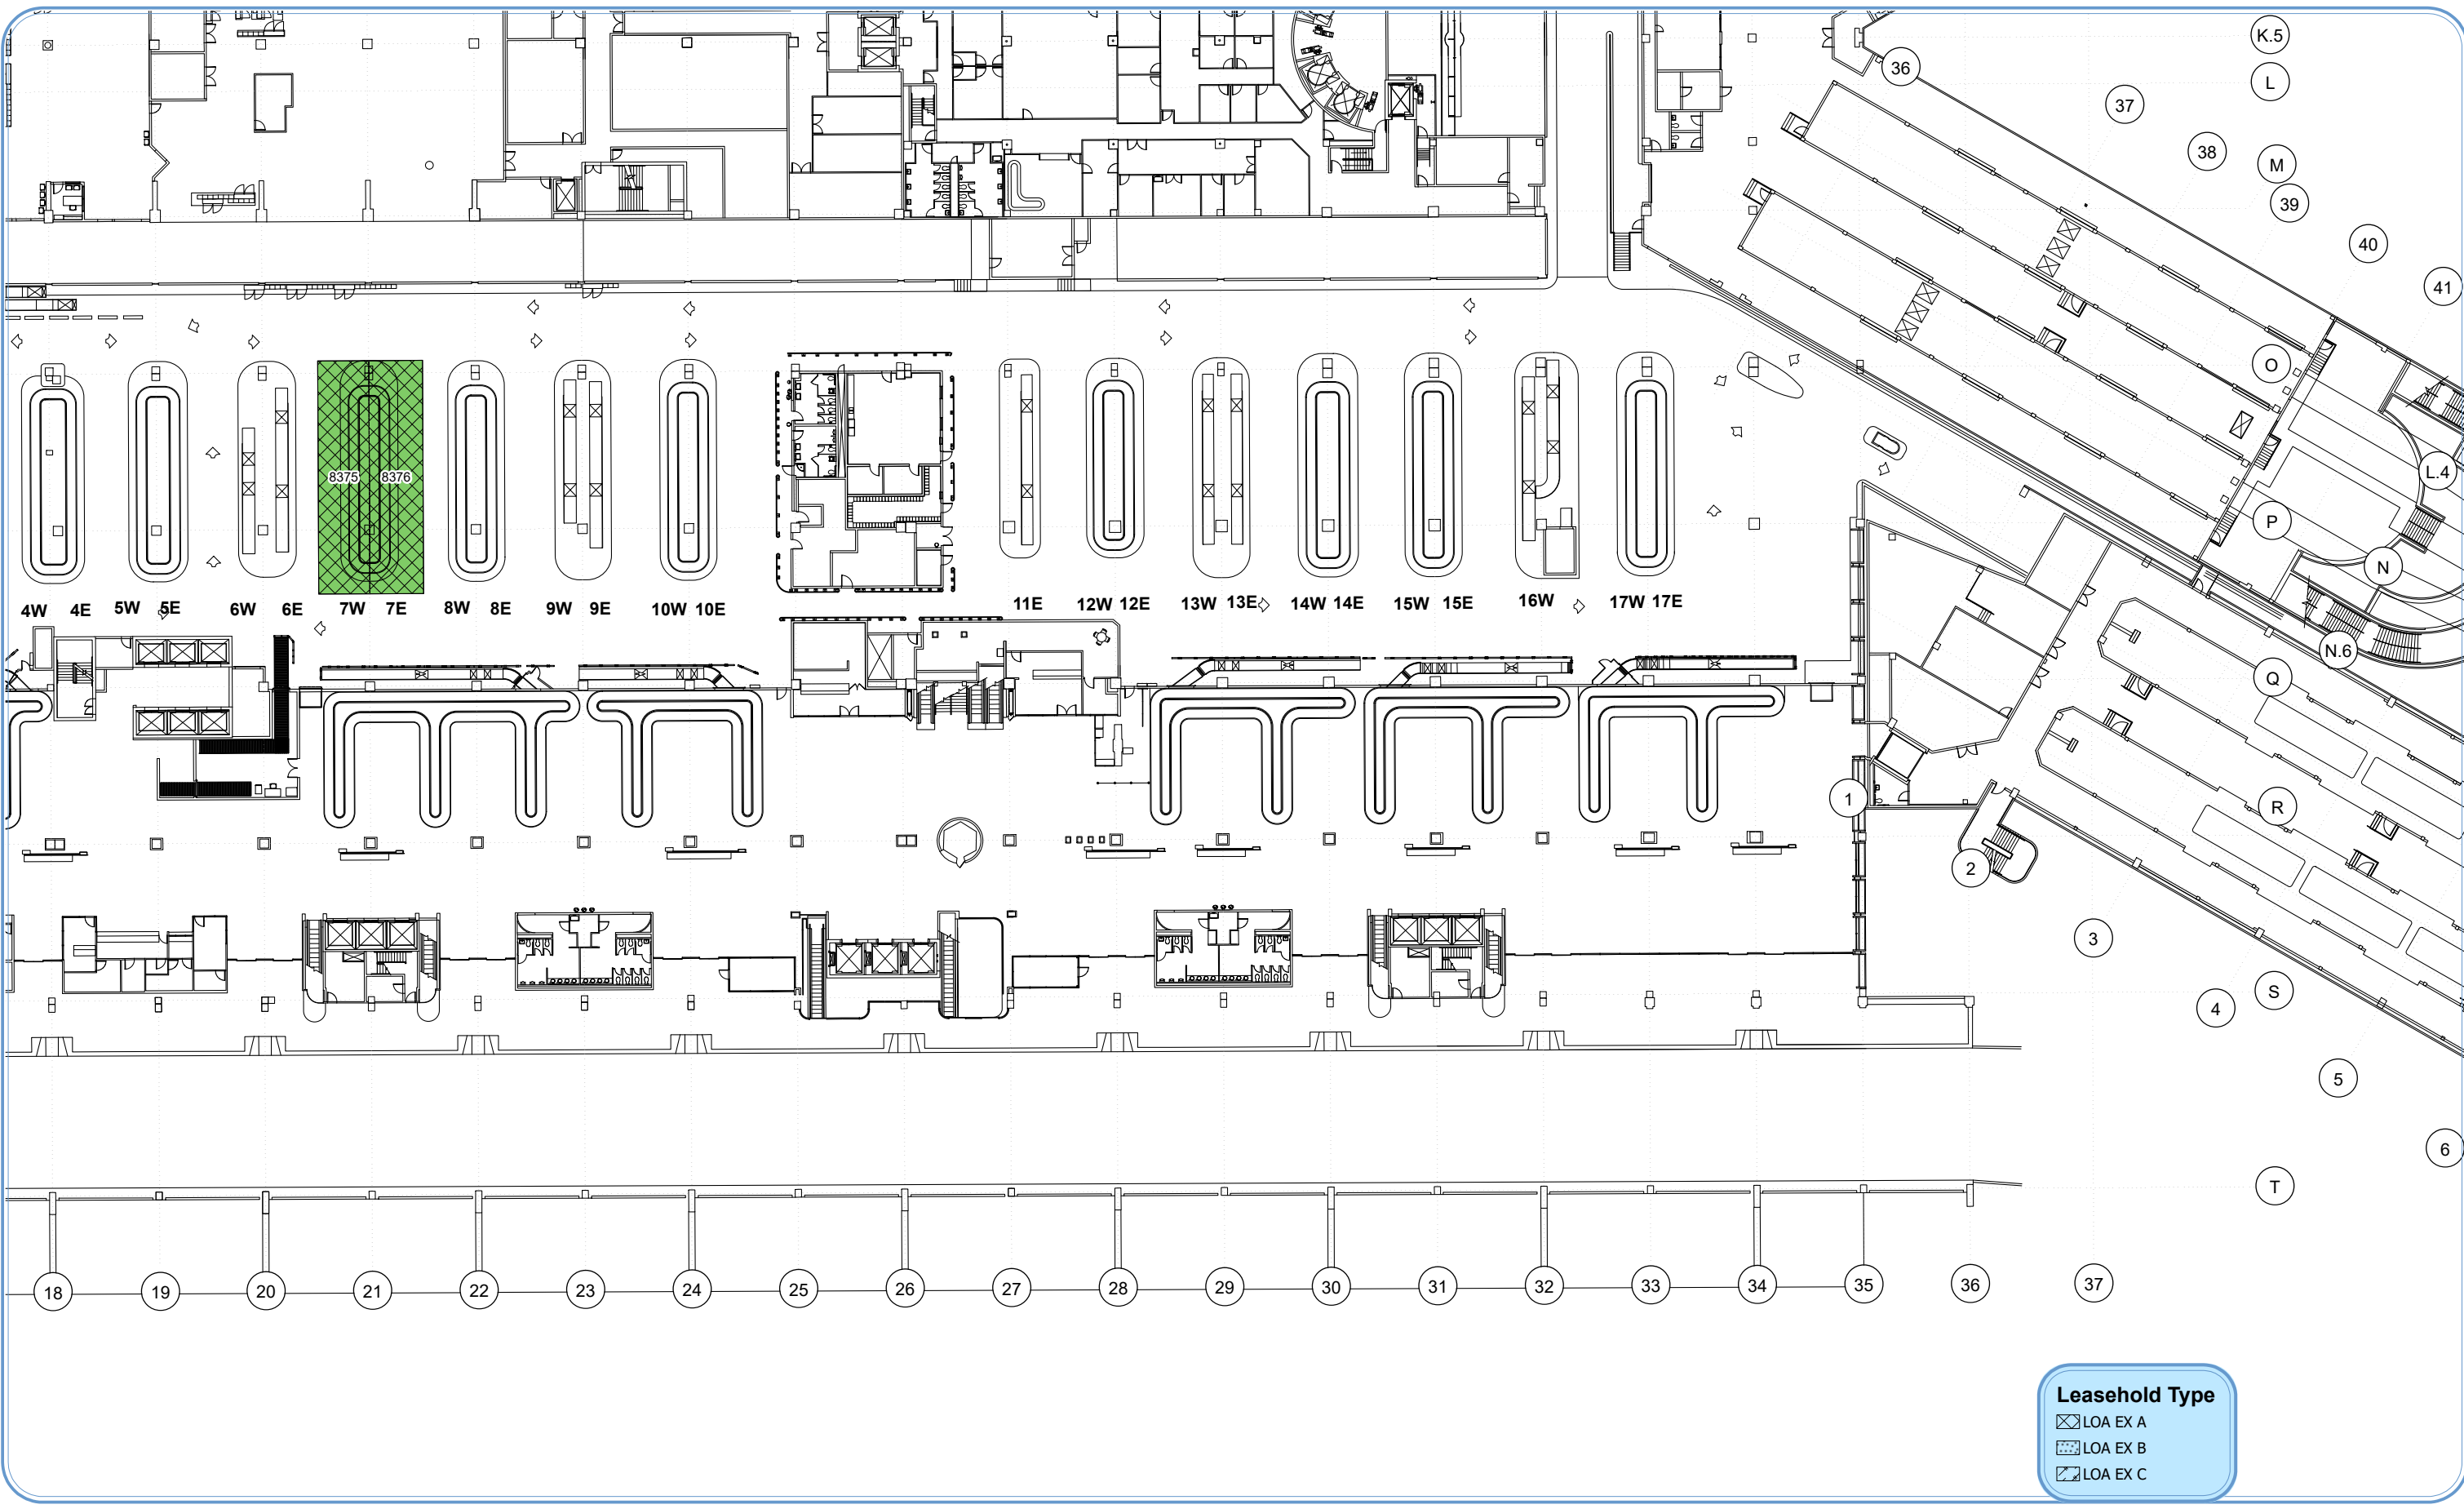 K.5
36
L
37
38
M
39
40
41
O
8375
8376
L.4
P
N
4W 4E 5W 5E 6W 6E 7W 7E 8W 8E 9W 9E 10W 10E 11E 12W 12E 13W 13E 14W 14E 15W 15E 16W 17W 17E
N.6
Q
1
R
2
3
S
4
5
6
T
18 19 20 21 22 23 24 25 26 27 28 29 30 31 32 33 34 35 36 37
Leasehold Type
LOA EX A
LOA EX B
LOA EX C